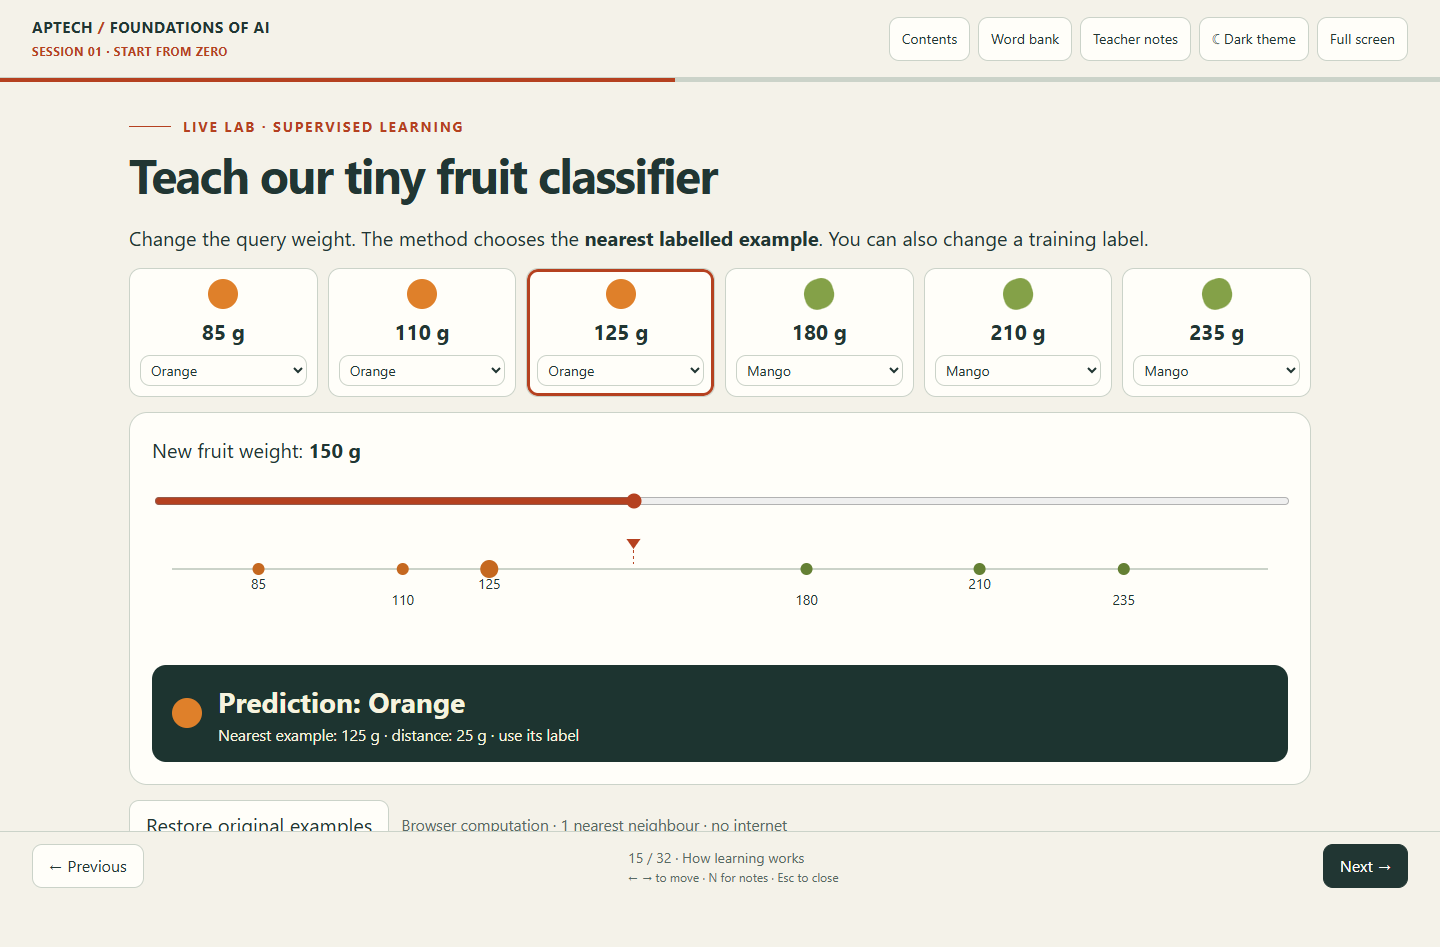 APTECH / FOUNDATIONS OF AI
SESSION 01 · START FROM ZERO
Contents
Word bank
Teacher notes
☾ Dark theme
Full screen
LIVE LAB · SUPERVISED LEARNING
Teach our tiny fruit classifier
Change the query weight. The method chooses the nearest labelled example. You can also change a training label.
85 g
110 g
125 g
180 g
210 g
235 g
Orange
Orange
Orange
Mango
Mango
Mango
New fruit weight: 150 g
85
110
125
180
210
235
Prediction: Orange
Nearest example: 125 g · distance: 25 g · use its label
Restore original examples
Browser computation · 1 nearest neighbour · no internet
← Previous
15 / 32 · How learning works
← → to move · N for notes · Esc to close
Next →